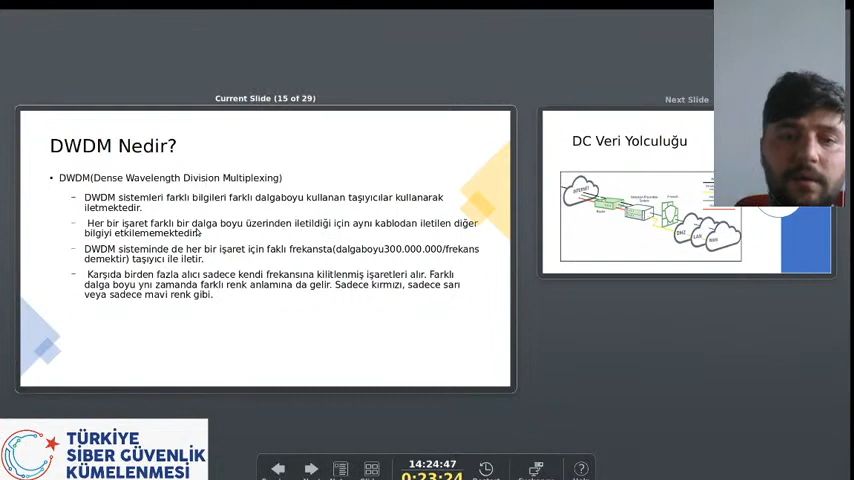 Current Slide (15 of 29)
Next Slide
DWDM Nedir?
DWDM(Dense Wavelength Division Multiplexing)
DWDM sistemleri farklı bilgileri farklı dalgaboyu kullanan taşıyıcılar kullanarak
iletmektedir.
Her bir işaret farklı bir dalga boyu üzerinden iletildiği için aynı kablodan iletilen diğer
bilgiyi etkilememektedir.
DWDM sisteminde de her bir işaret için faklı frekansta(dalgaboyu300.000.000/frekans
demektir) taşıyıcı ile iletir.
Karşıda birden fazla alıcı sadece kendi frekansına kilitlenmiş işaretleri alır. Farklı
dalga boyu ynı zamanda farklı renk anlamına da gelir. Sadece kırmızı, sadece sarı
veya sadece mavi renk gibi.
DC Veri Yolculuğu
INTERNET
DMZ
LAN
WAN
TÜRKİYE
SİBER GÜVENLİK
KÜMELENMESİ
14:24:47
0:23:24